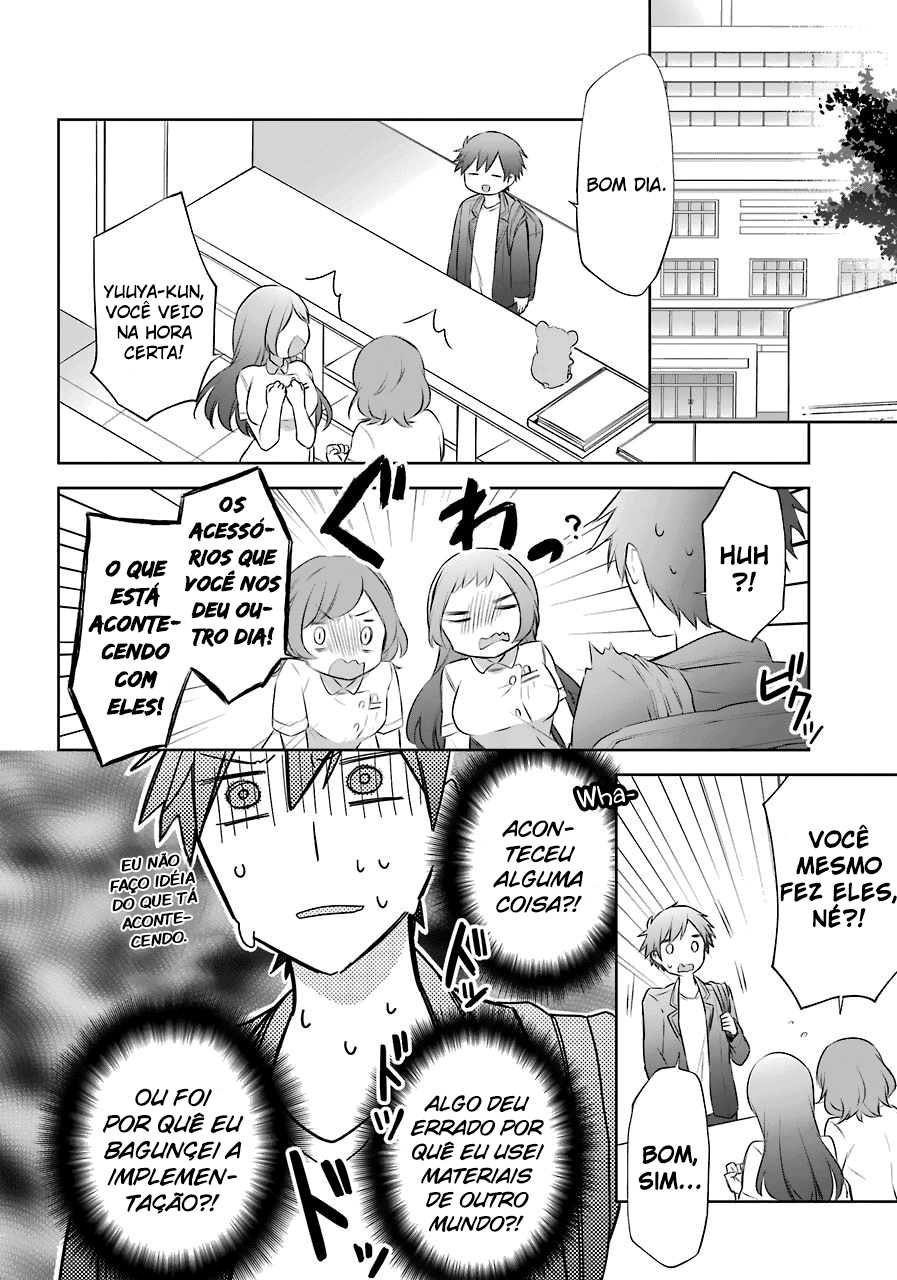 BOM DIA.
YUUYA-KUN,
VOCÊ VEIO
NA HORA
CERTA!
HUH
?!
わっ
?
ぐ
OS
ACESSÓ-
RIOS QUE
VOCÊ NOS
DEU OU-
TRO DIA!
O QUE
ESTÁ
ACONTE-
CENDO
COM
ELES!
ビクッ
VOCÊ
MESMO
FEZ ELES,
NÉ?!
BOM,
SIM...
Wha-
ACON-
TECEU
ALGUMA
COISA?!
EU NÃO
FAÇO IDÉIA
DO QUE TÁ
ACONTE-
CENDO.
ドッ
ALGO DEU
ERRADO POR
QUÊ EU USEI
MATERIAIS
DE OUTRO
MUNDO?!
ドッ
ドッ
OU FOI
POR QUÊ EU
BAGUNCEI A
IMPLEMEN-
TAÇÃO?!